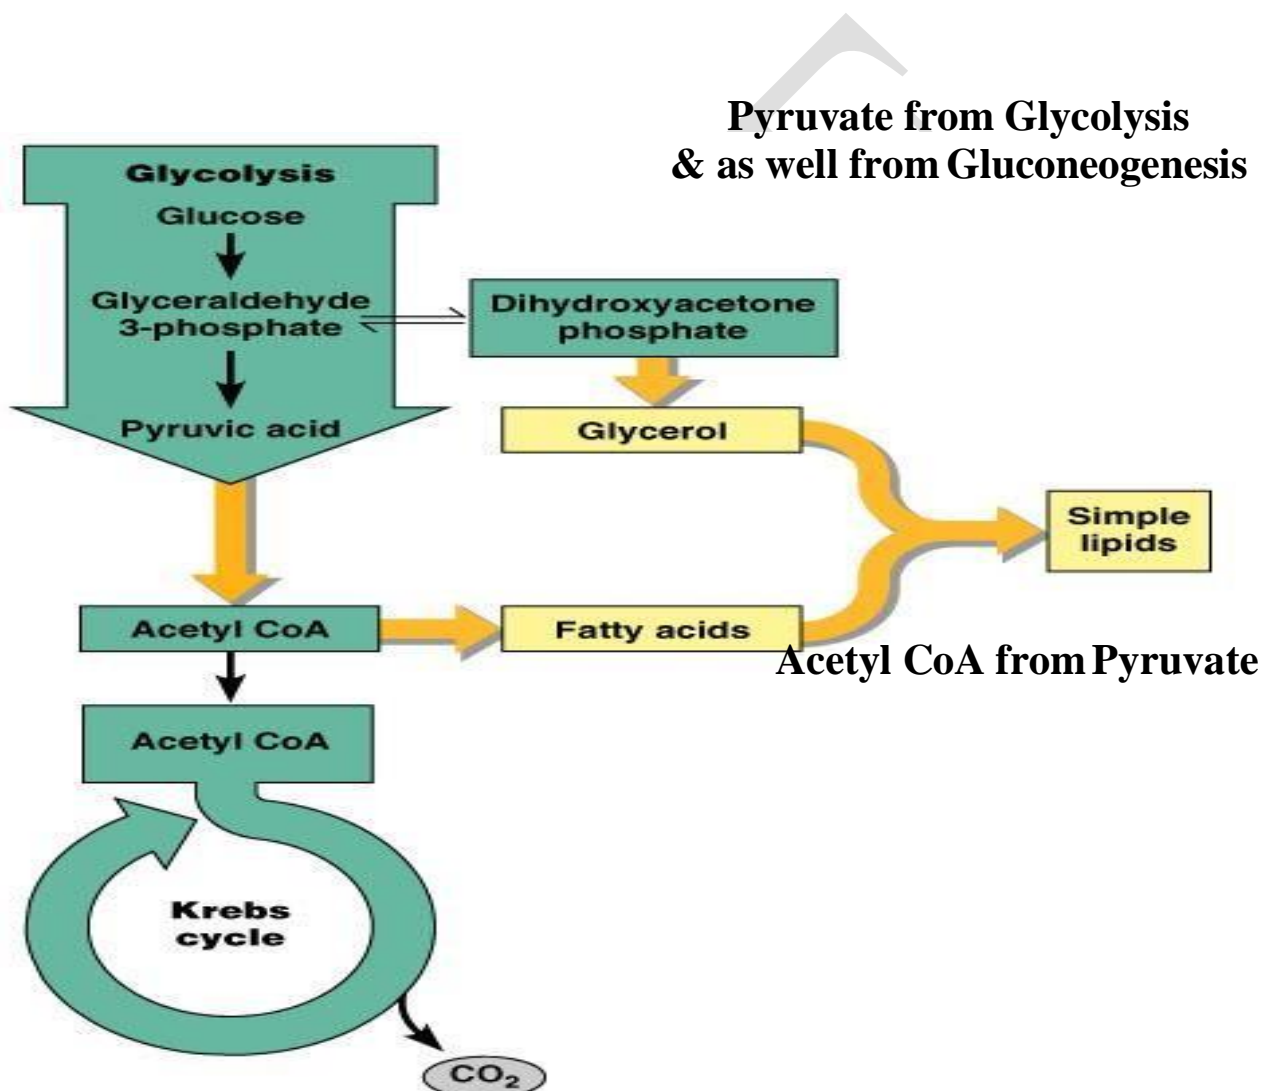 Pyruvate from Glycolysis
& as well from Gluconeogenesis
Glycolysis
Glucose
Glyceraldehyde
3-phosphate
Dihydroxyacetone
phosphate
Pyruvic acid
Glycerol
Simple
lipids
Acetyl CoA
Fatty acids
Acetyl CoA from Pyruvate
Acetyl CoA
Krebs
cycle
CO₂